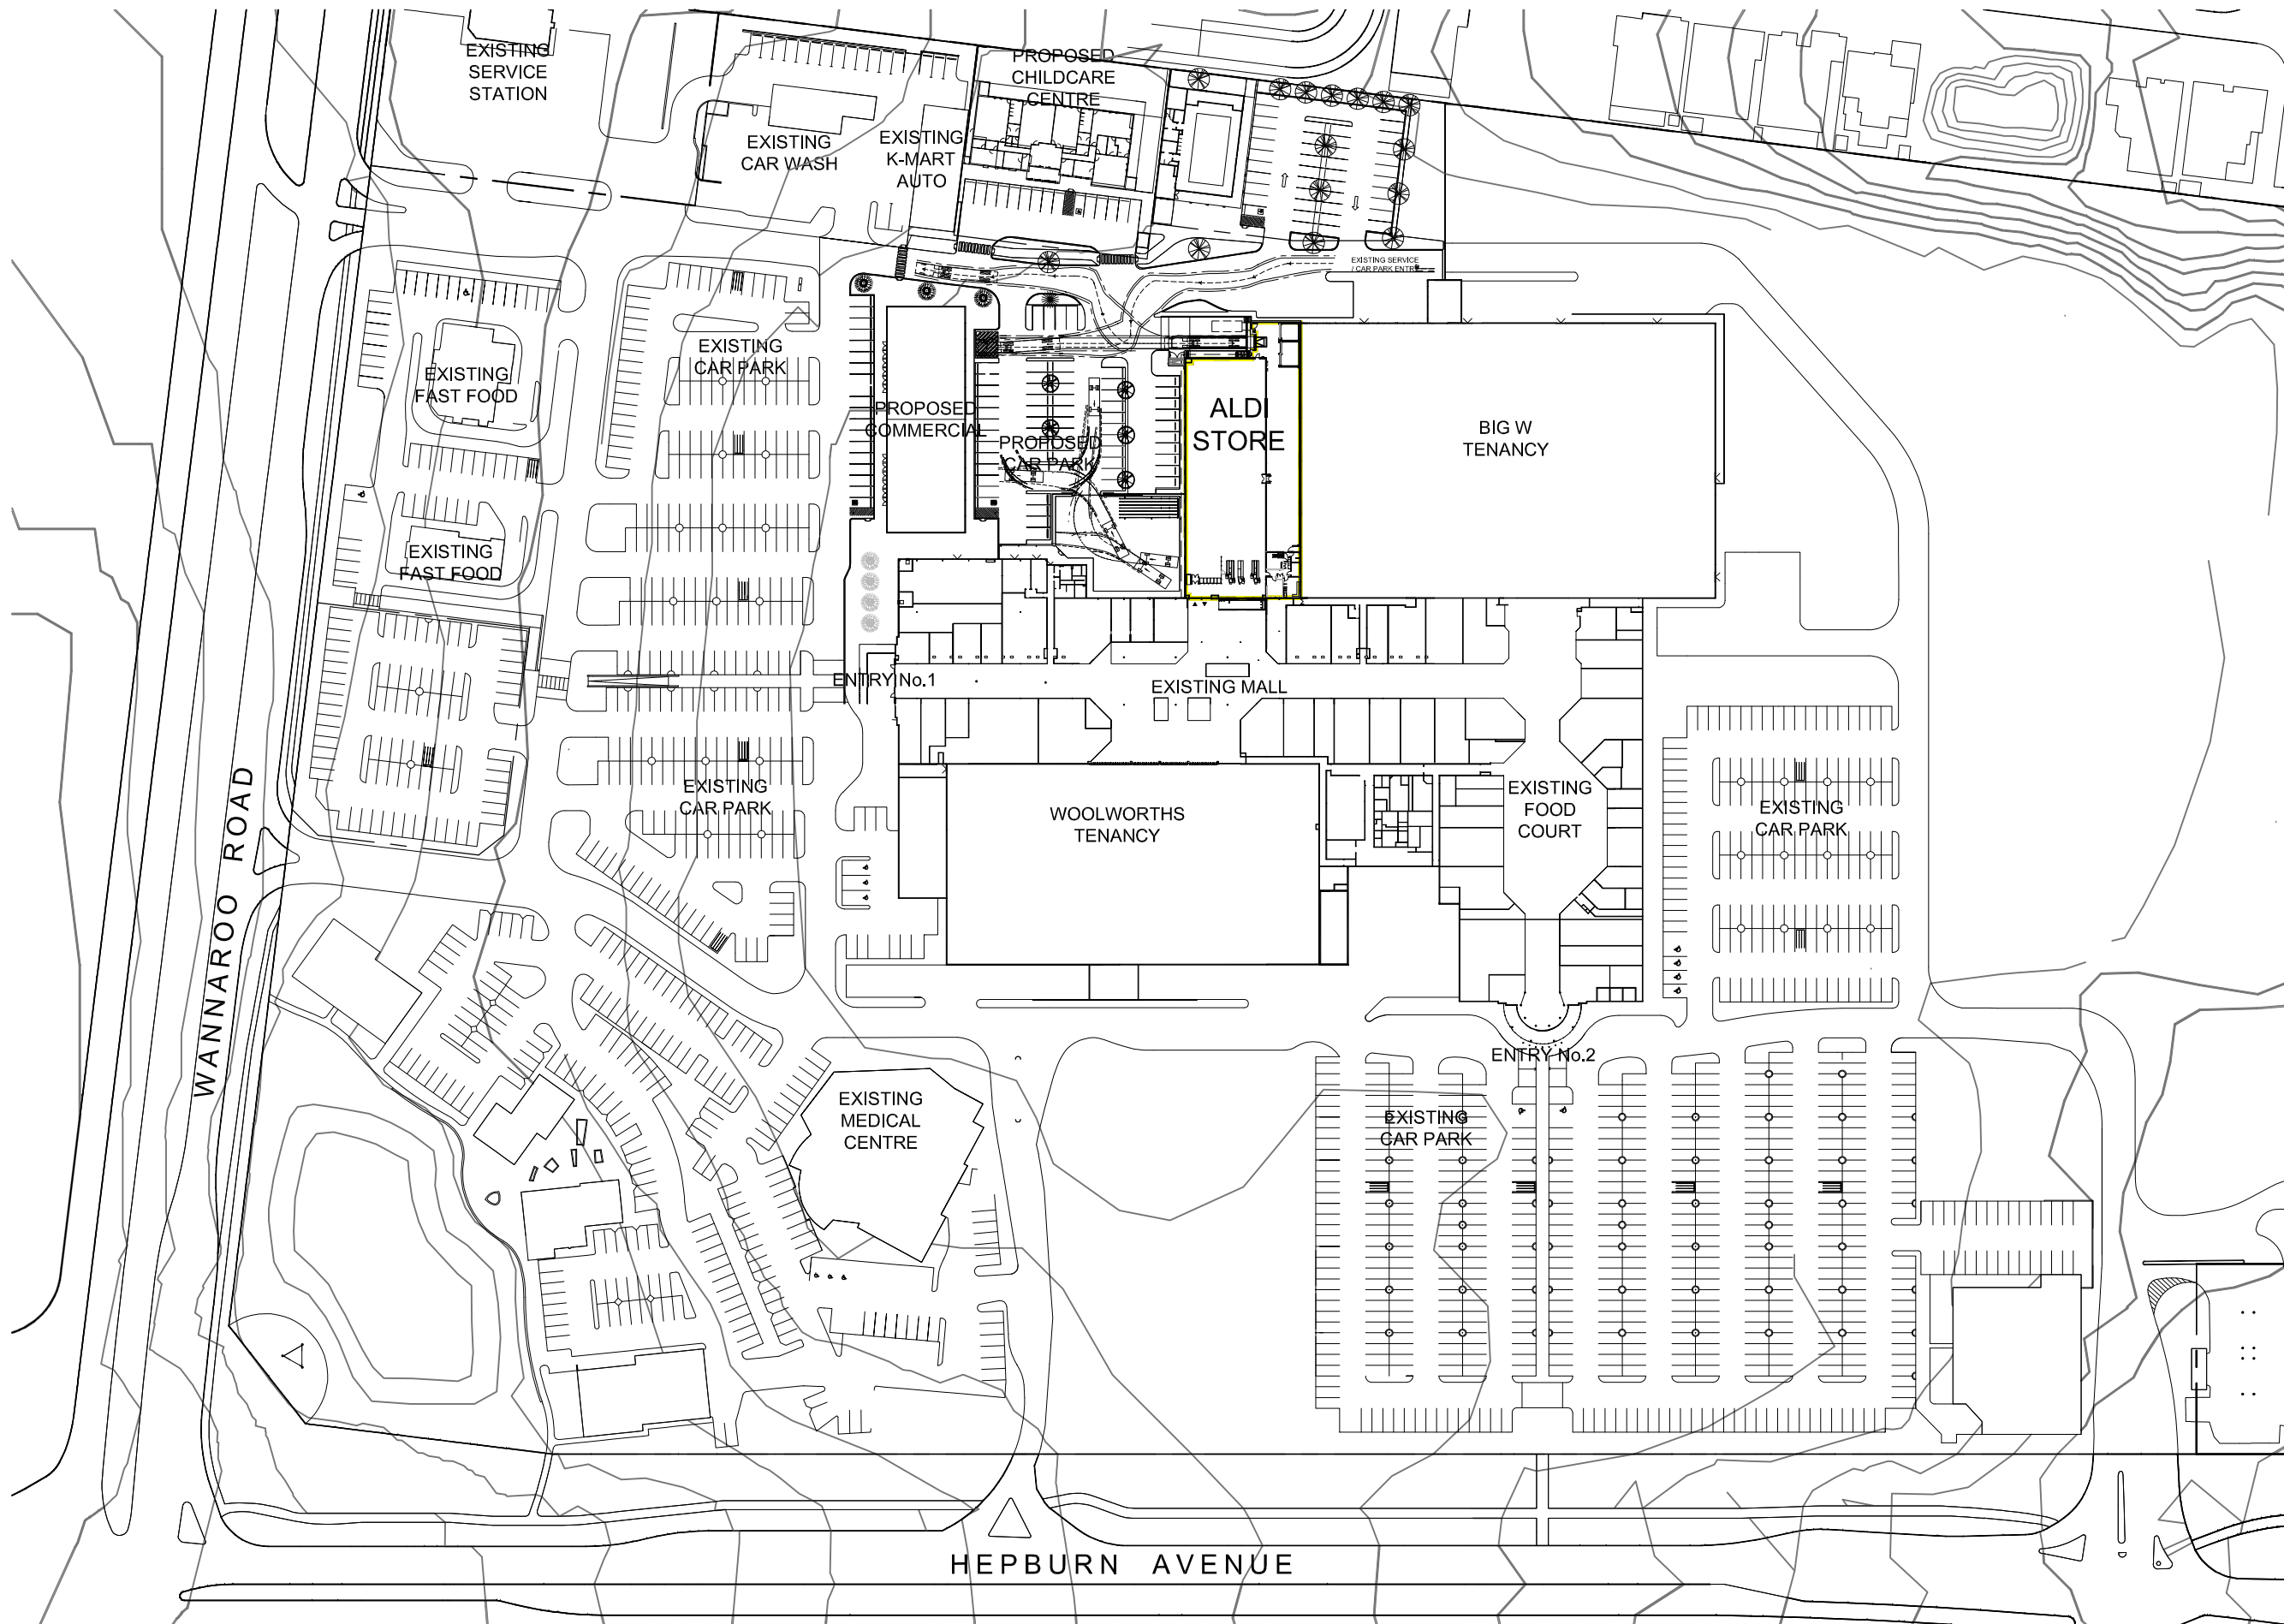 EXISTING
SERVICE
STATION
PROPOSED
CHILDCARE
CENTRE
EXISTING
CAR WASH
EXISTING
K-MART
AUTO
EXISTING SERVICE
/ CAR PARK ENTRY
EXISTING
CAR PARK
EXISTING
FAST FOOD
PROPOSED
COMMERCIAL
PROPOSED
CAR PARK
ALDI
STORE
BIG W
TENANCY
EXISTING
FAST FOOD
ENTRY No.1
EXISTING MALL
WANNAROO ROAD
EXISTING
CAR PARK
WOOLWORTHS
TENANCY
EXISTING
FOOD
COURT
EXISTING
CAR PARK
ENTRY No.2
EXISTING
MEDICAL
CENTRE
EXISTING
CAR PARK
HEPBURN AVENUE